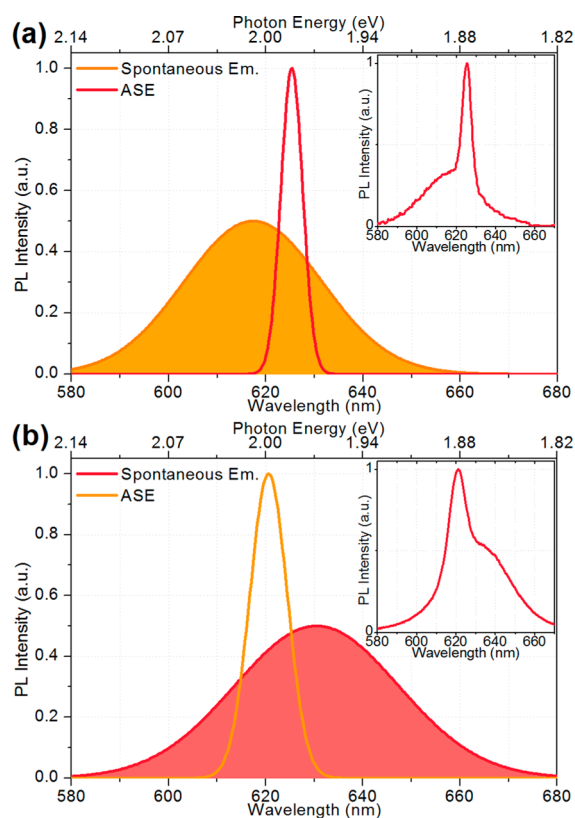 (a)
Photon Energy (eV)
2.14 2.07 2.00 1.94 1.88 1.82
Spontaneous Em.
ASE
PL Intensity (a.u.)
1.0
0.8
0.6
0.4
0.2
0.0
580 600 620 640 660 680
Wavelength (nm)
PL Intensity (a.u.)
1
0
580 600 620 640 660
Wavelength (nm)
(b)
Photon Energy (eV)
2.14 2.07 2.00 1.94 1.88 1.82
Spontaneous Em.
ASE
PL Intensity (a.u.)
1.0
0.8
0.6
0.4
0.2
0.0
580 600 620 640 660 680
Wavelength (nm)
PL Intensity (a.u.)
1
0
580 600 620 640 660
Wavelength (nm)